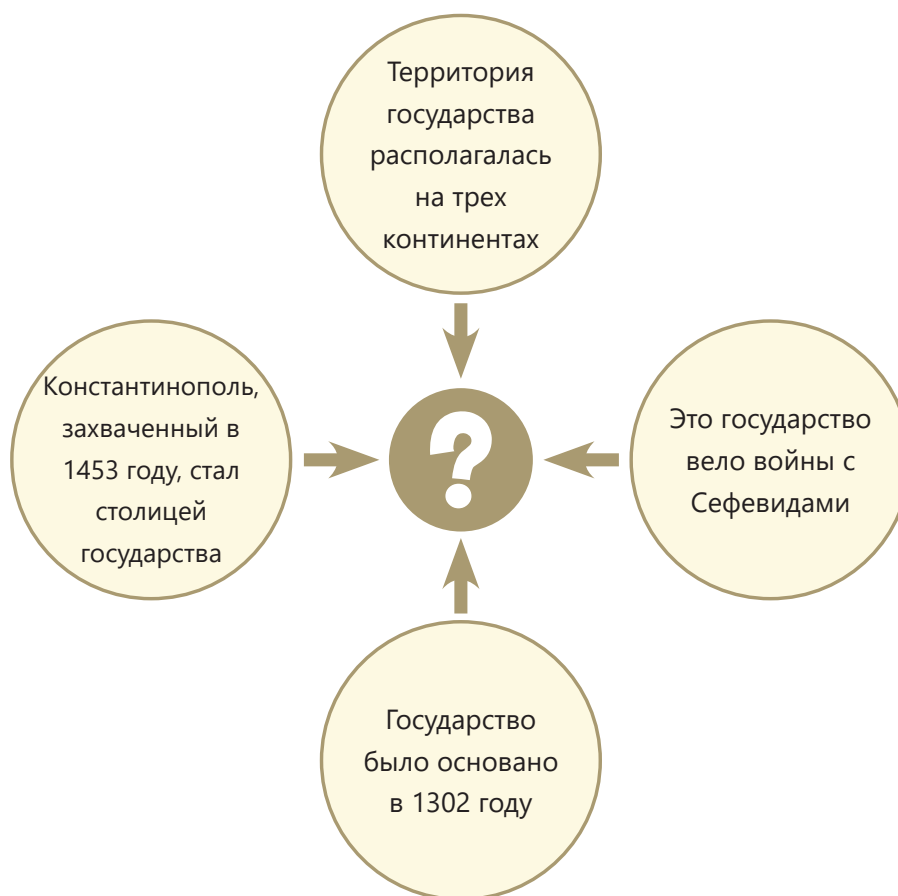 Территория
государства
располагалась
на трех
континентах
Константинополь,
захваченный в
1453 году, стал
столицей
государства
?
Это государство
вело войны с
Сефевидами
Государство
было основано
в 1302 году